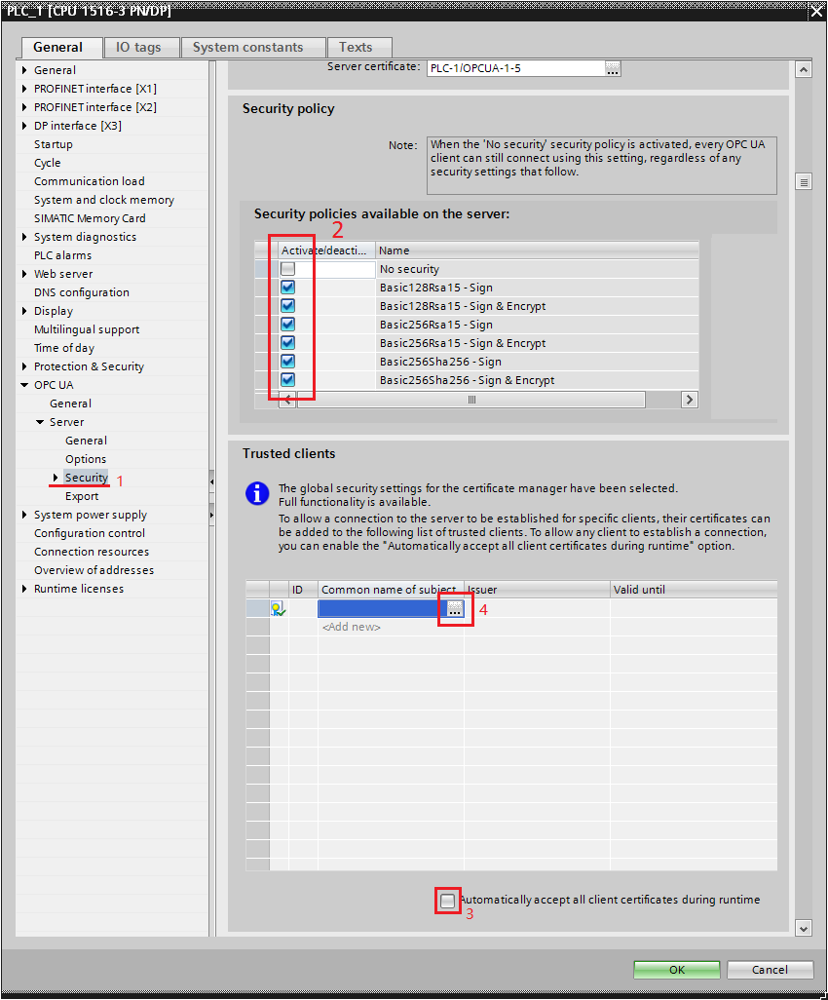 PLC_1 [CPU 1516-3 PN/DP]
General
IO tags
System constants
Texts
General
PROFINET interface [X1]
PROFINET interface [X2]
DP interface [X3]
Startup
Cycle
Communication load
System and clock memory
SIMATIC Memory Card
System diagnostics
PLC alarms
Web server
DNS configuration
Display
Multilingual support
Time of day
Protection & Security
OPC UA
General
Server
General
Options
Security 1
Export
System power supply
Configuration control
Connection resources
Overview of addresses
Runtime licenses
Server certificate: PLC-1/OPCUA-1-5 ...
Security policy
Note: When the 'No security' security policy is activated, every OPC UA
client can still connect using this setting, regardless of any
security settings that follow.
Security policies available on the server:
2
Activate/deacti... Name
No security
Basic128Rsa15 - Sign
Basic128Rsa15 - Sign & Encrypt
Basic256Rsa15 - Sign
Basic256Rsa15 - Sign & Encrypt
Basic256Sha256 - Sign
Basic256Sha256 - Sign & Encrypt
Trusted clients
The global security settings for the certificate manager have been selected.
Full functionality is available.
To allow a connection to the server to be established for specific clients, their certificates can
be added to the following list of trusted clients. To allow any client to establish a connection,
you can enable the "Automatically accept all client certificates during runtime" option.
ID Common name of subject Issuer Valid until
... 4
<Add new>
Automatically accept all client certificates during runtime
3
OK Cancel